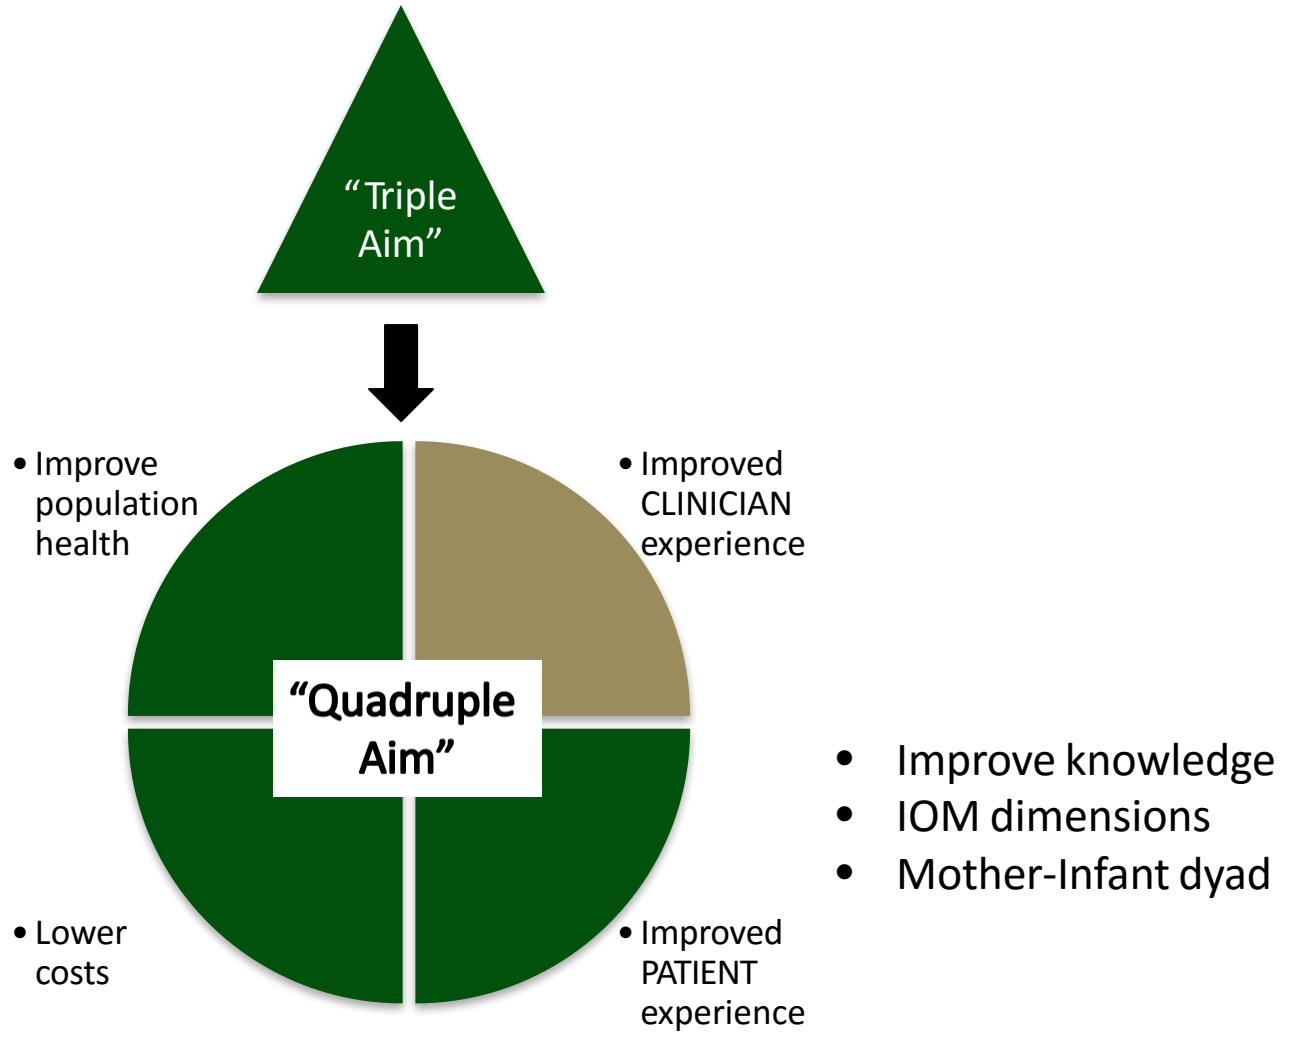 “Triple
Aim”
• Improve
population
health
• Improved
CLINICIAN
experience
“Quadruple
Aim”
• Lower
costs
• Improved
PATIENT
experience
• Improve knowledge
• IOM dimensions
• Mother-Infant dyad